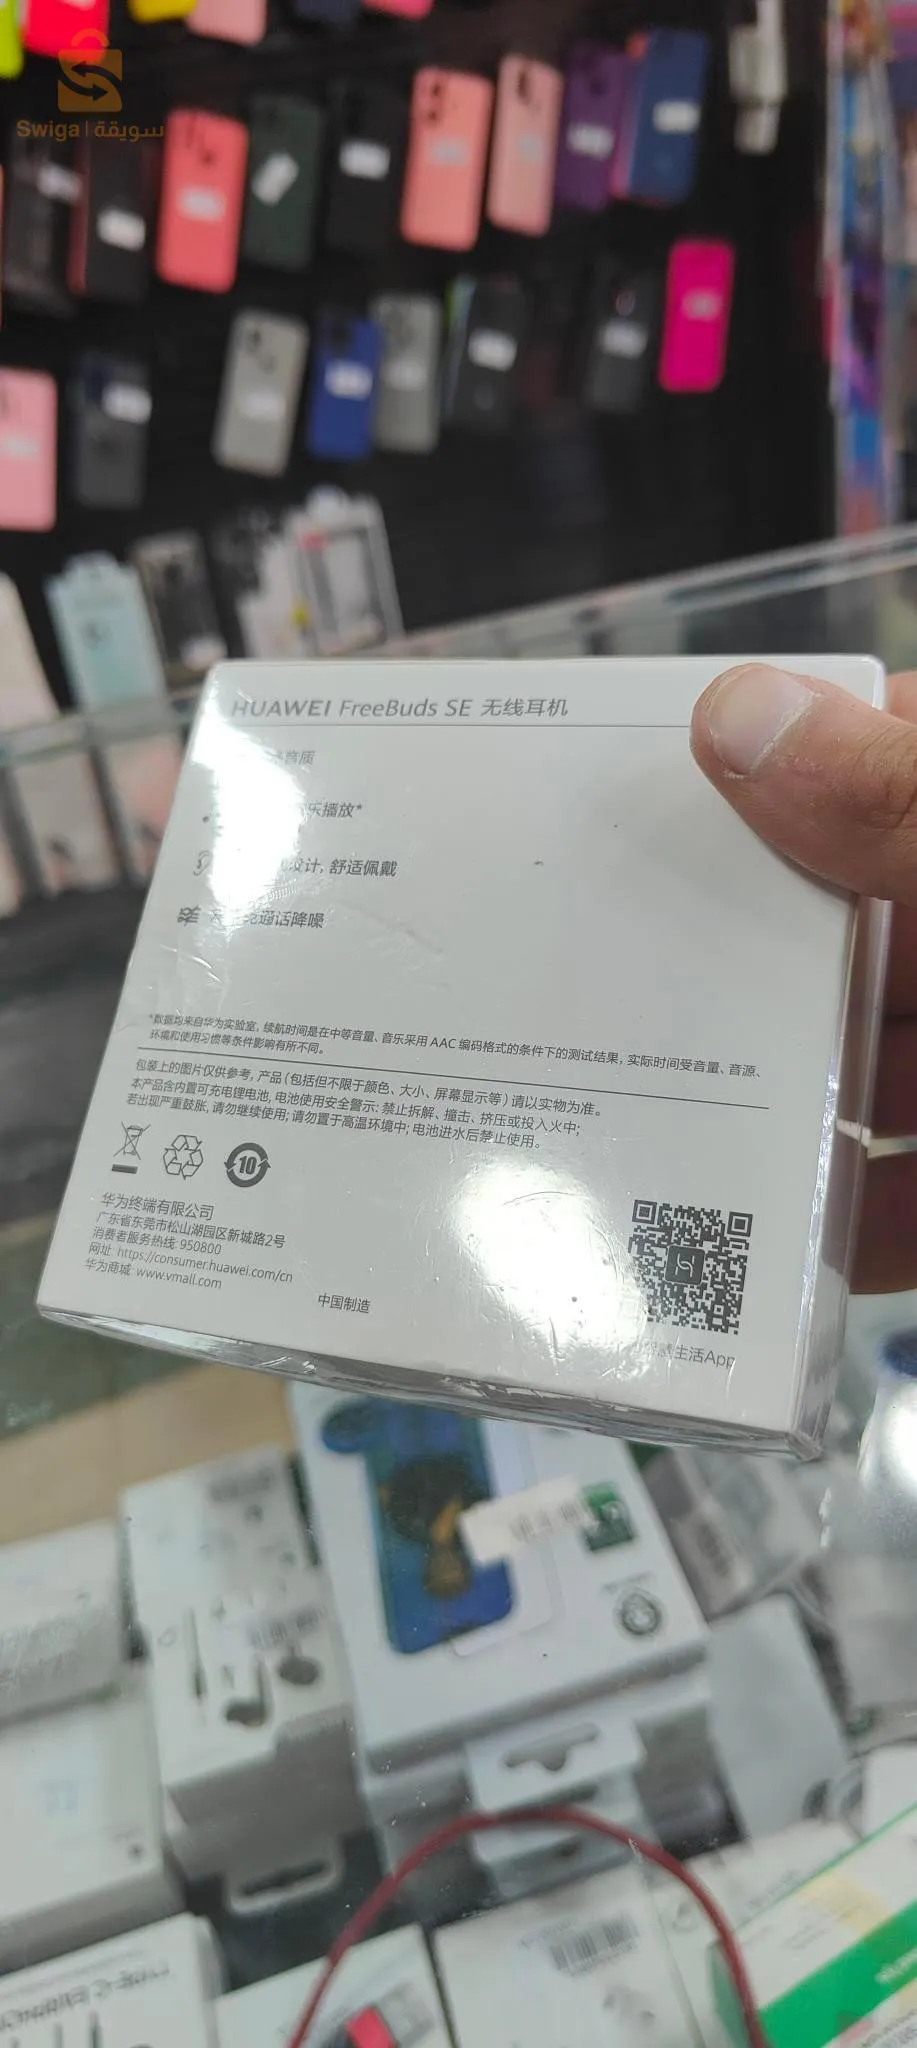 Swiga | سويقة
HUAWEI FreeBuds SE 无线耳机
音质
乐播放*
设计, 舒适佩戴
通话降噪
*数据均来自华为实验室, 续航时间是在中等音量、音乐采用 AAC 编码格式的条件下的测试结果, 实际时间受音量、音源、
环境和使用习惯等条件影响有所不同。
包装上的图片仅供参考, 产品 (包括但不限于颜色、大小、屏幕显示等) 请以实物为准。
本产品含内置可充电锂电池, 电池使用安全警示: 禁止拆解、撞击、挤压或投入火中;
若出现严重鼓胀, 请勿继续使用; 请勿置于高温环境中; 电池进水后禁止使用。
10
华为终端有限公司
广东省东莞市松山湖园区新城路2号
消费者服务热线: 950800
网址: https://consumer.huawei.com/cn
华为商城: www.vmall.com
中国制造
生活App